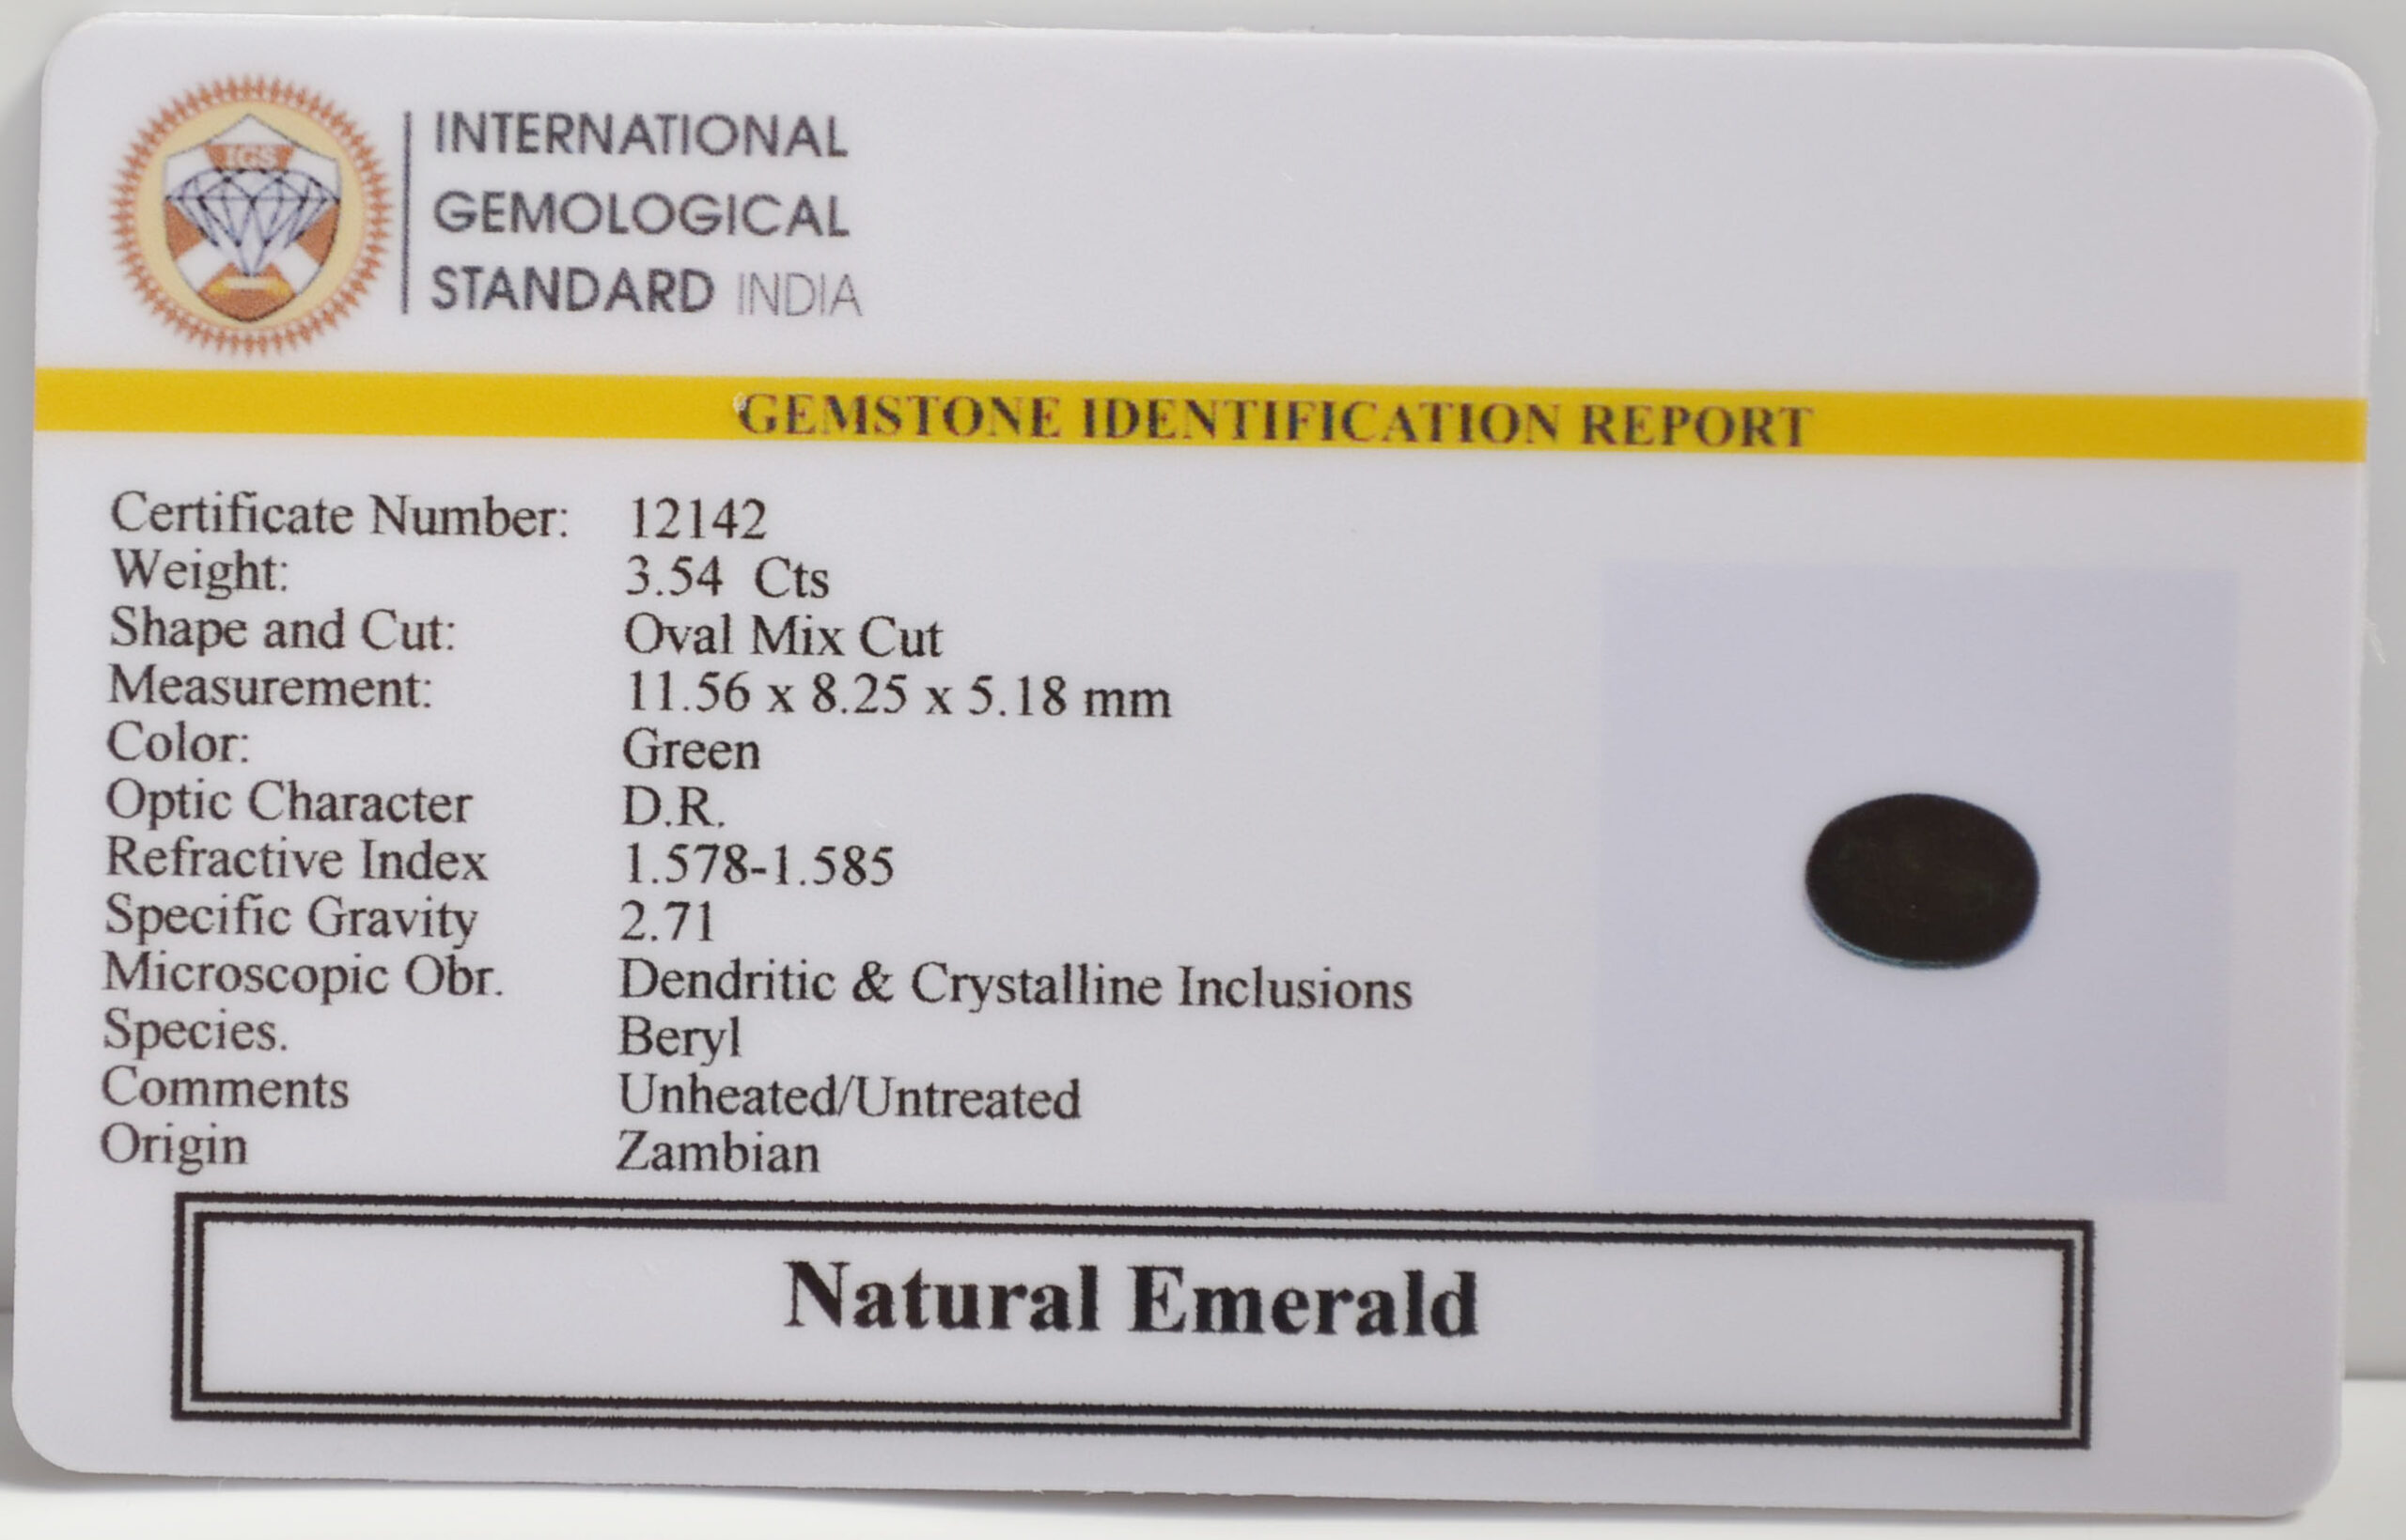 IGS
INTERNATIONAL
GEMOLOGICAL
STANDARD INDIA
GEMSTONE IDENTIFICATION REPORT
Certificate Number: 12142
Weight: 3.54 Cts
Shape and Cut: Oval Mix Cut
Measurement: 11.56 x 8.25 x 5.18 mm
Color: Green
Optic Character D.R.
Refractive Index 1.578-1.585
Specific Gravity 2.71
Microscopic Obr. Dendritic & Crystalline Inclusions
Species. Beryl
Comments Unheated/Untreated
Origin Zambian
Natural Emerald